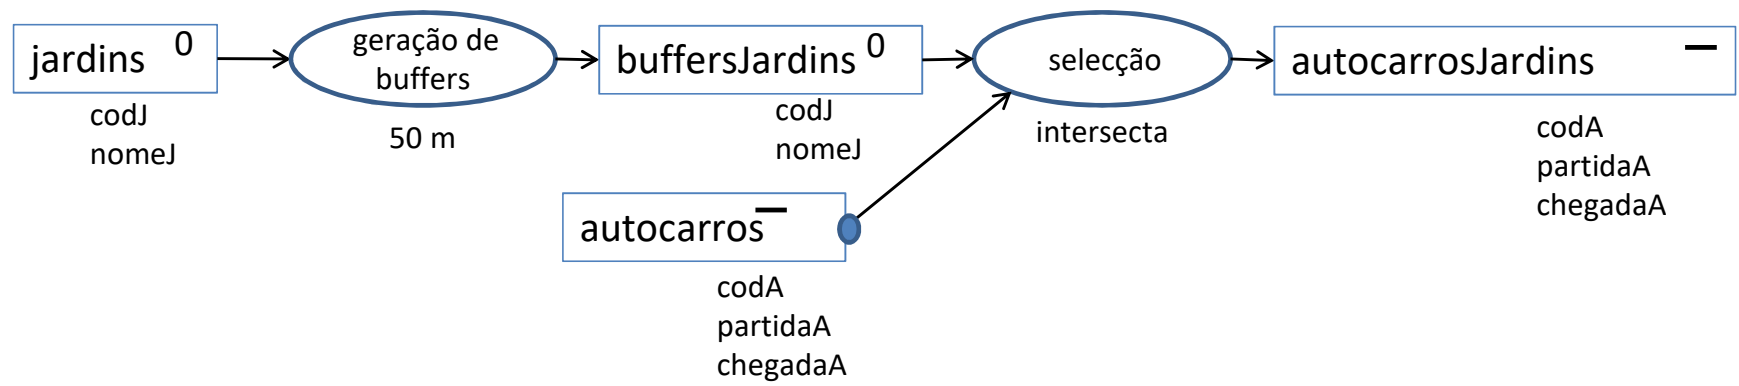 jardins 0
codJ
nomeJ
geração de
buffers
50 m
buffersJardins 0
codJ
nomeJ
autocarros
codA
partidaA
chegadaA
selecção
intersecta
autocarrosJardins
codA
partidaA
chegadaA